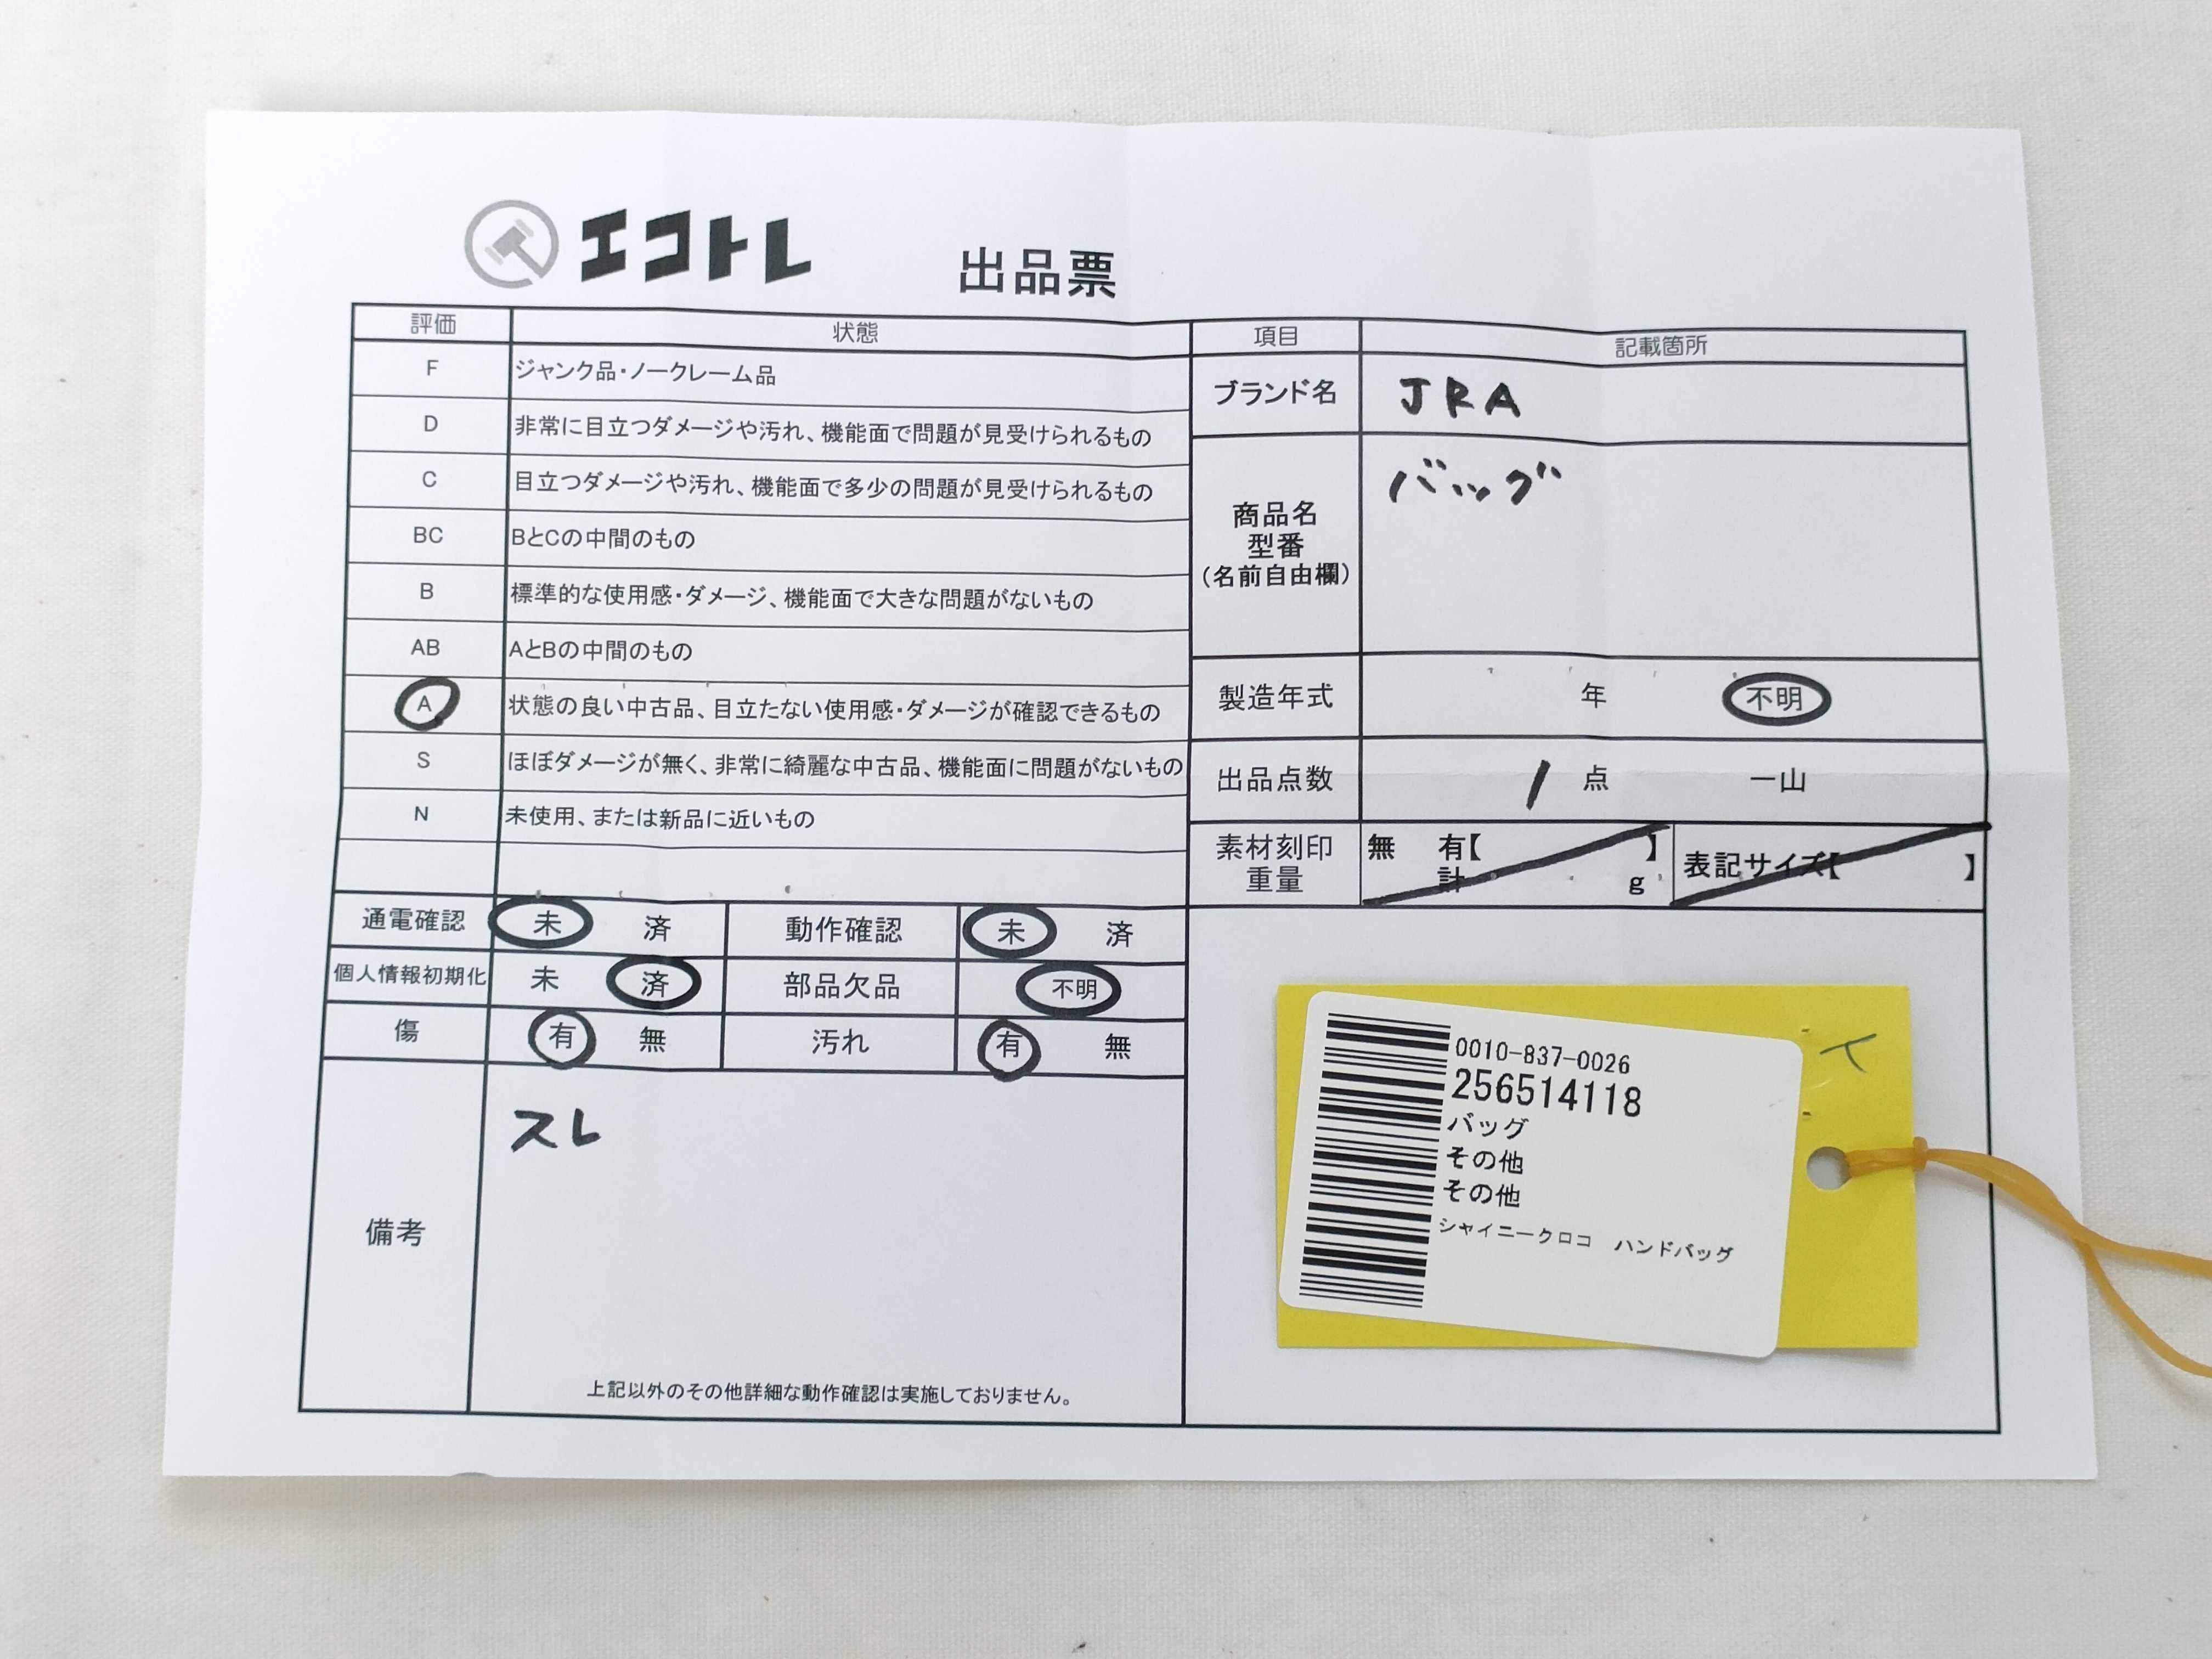 エコトレ 出品票
評価 状態
F ジャンク品・ノークレーム品
D 非常に目立つダメージや汚れ、機能面で問題が見受けられるもの
C 目立つダメージや汚れ、機能面で多少の問題が見受けられるもの
BC BとCの中間のもの
B 標準的な使用感・ダメージ、機能面で大きな問題がないもの
AB AとBの中間のもの
A 状態の良い中古品、目立たない使用感・ダメージが確認できるもの
S ほぼダメージが無く、非常に綺麗な中古品、機能面に問題がないもの
N 未使用、または新品に近いもの
項目 記載箇所
ブランド名 JRA
商品名
型番
(名前自由欄)
バッグ
製造年式 年 不明
出品点数 1 点 一山
素材刻印 無 有【 】
重量 計 g
表記サイズ【 】
通電確認 未 済 動作確認 未 済
個人情報初期化 未 済 部品欠品 不明
傷 有 無 汚れ 有 無
備考
スレ
上記以外のその他詳細な動作確認は実施しておりません。
0010-837-0026
256514118
バッグ
その他
その他
シャイニークロコ ハンドバッグ